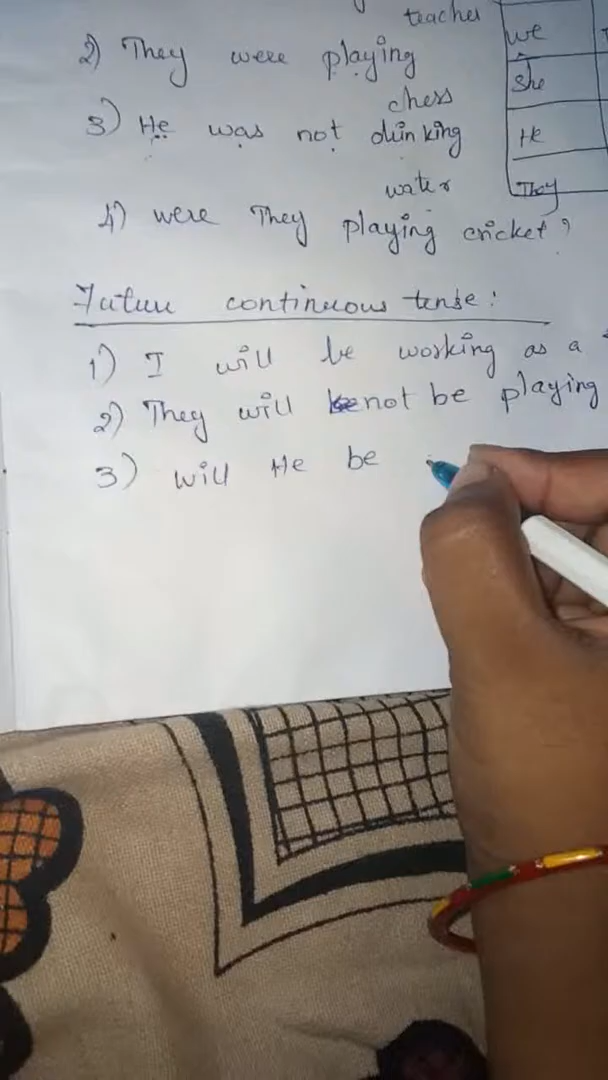 teacher
2) They were playing
chess
3) He was not drinking
water
4) were They playing cricket?
we
She
He
They
Future continuous tense:
1) I will be working as a
2) They will not be playing
3) will He be